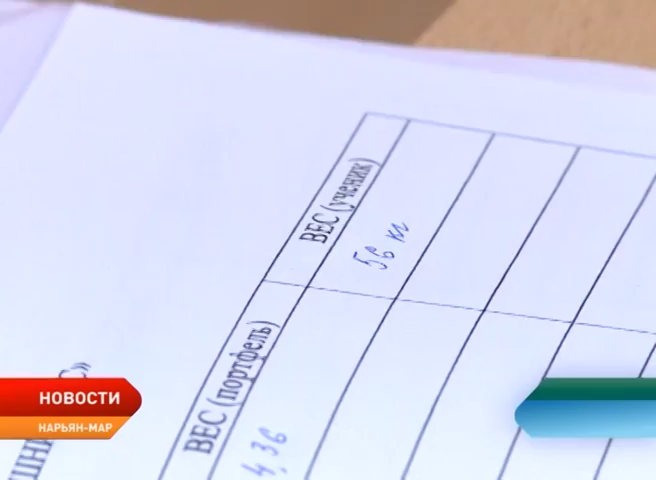 ВЕС (ученик)
56 кг
ВЕС (портфель)
4,36
НОВОСТИ
НАРЬЯН-МАР